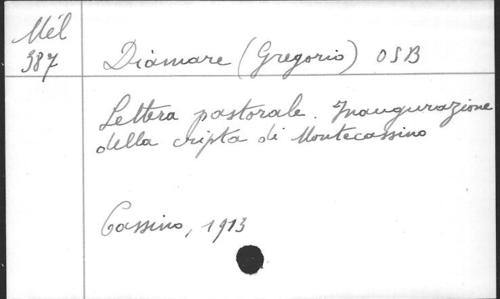 Mél
387
Diamare (Gregorio) OSB
Lettera pastorale. Inaugurazione
della cripta di Montecassino
Cassino, 1913